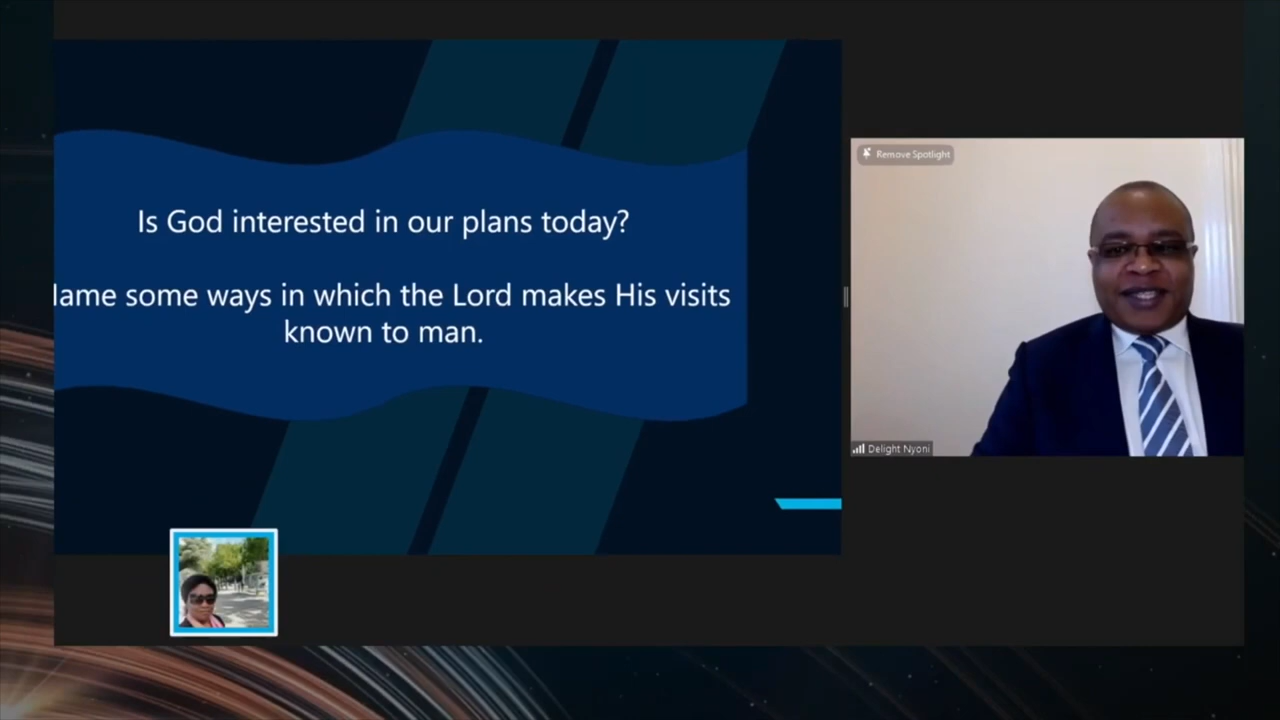 Is God interested in our plans today?
lame some ways in which the Lord makes His visits
known to man.
Remove Spotlight
Delight Nyoni